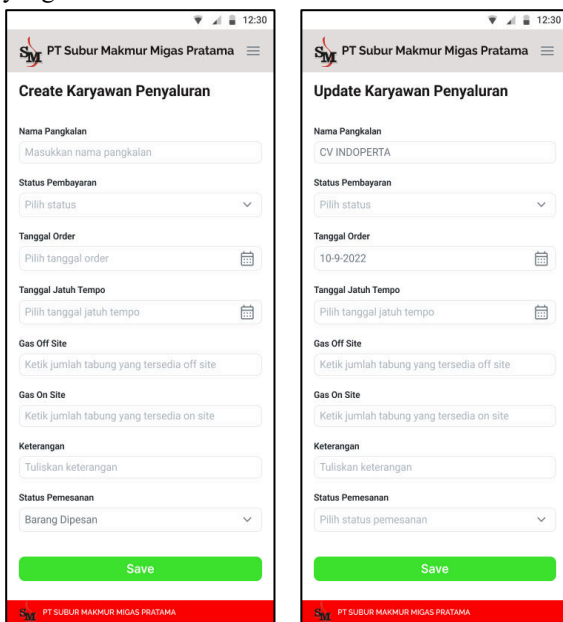 12:30
SM PT Subur Makmur Migas Pratama
Create Karyawan Penyaluran
Nama Pangkalan
Masukkan nama pangkalan
Status Pembayaran
Pilih status
Tanggal Order
Pilih tanggal order
Tanggal Jatuh Tempo
Pilih tanggal jatuh tempo
Gas Off Site
Ketik jumlah tabung yang tersedia off site
Gas On Site
Ketik jumlah tabung yang tersedia on site
Keterangan
Tuliskan keterangan
Status Pemesanan
Barang Dipesan
Save
SM PT SUBUR MAKMUR MIGAS PRATAMA
12:30
SM PT Subur Makmur Migas Pratama
Update Karyawan Penyaluran
Nama Pangkalan
CV INDOPERTA
Status Pembayaran
Pilih status
Tanggal Order
10-9-2022
Tanggal Jatuh Tempo
Pilih tanggal jatuh tempo
Gas Off Site
Ketik jumlah tabung yang tersedia off site
Gas On Site
Ketik jumlah tabung yang tersedia on site
Keterangan
Tuliskan keterangan
Status Pemesanan
Pilih status pemesanan
Save
SM PT SUBUR MAKMUR MIGAS PRATAMA